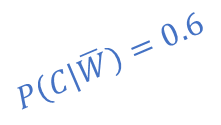 P(C|W̄) = 0.6